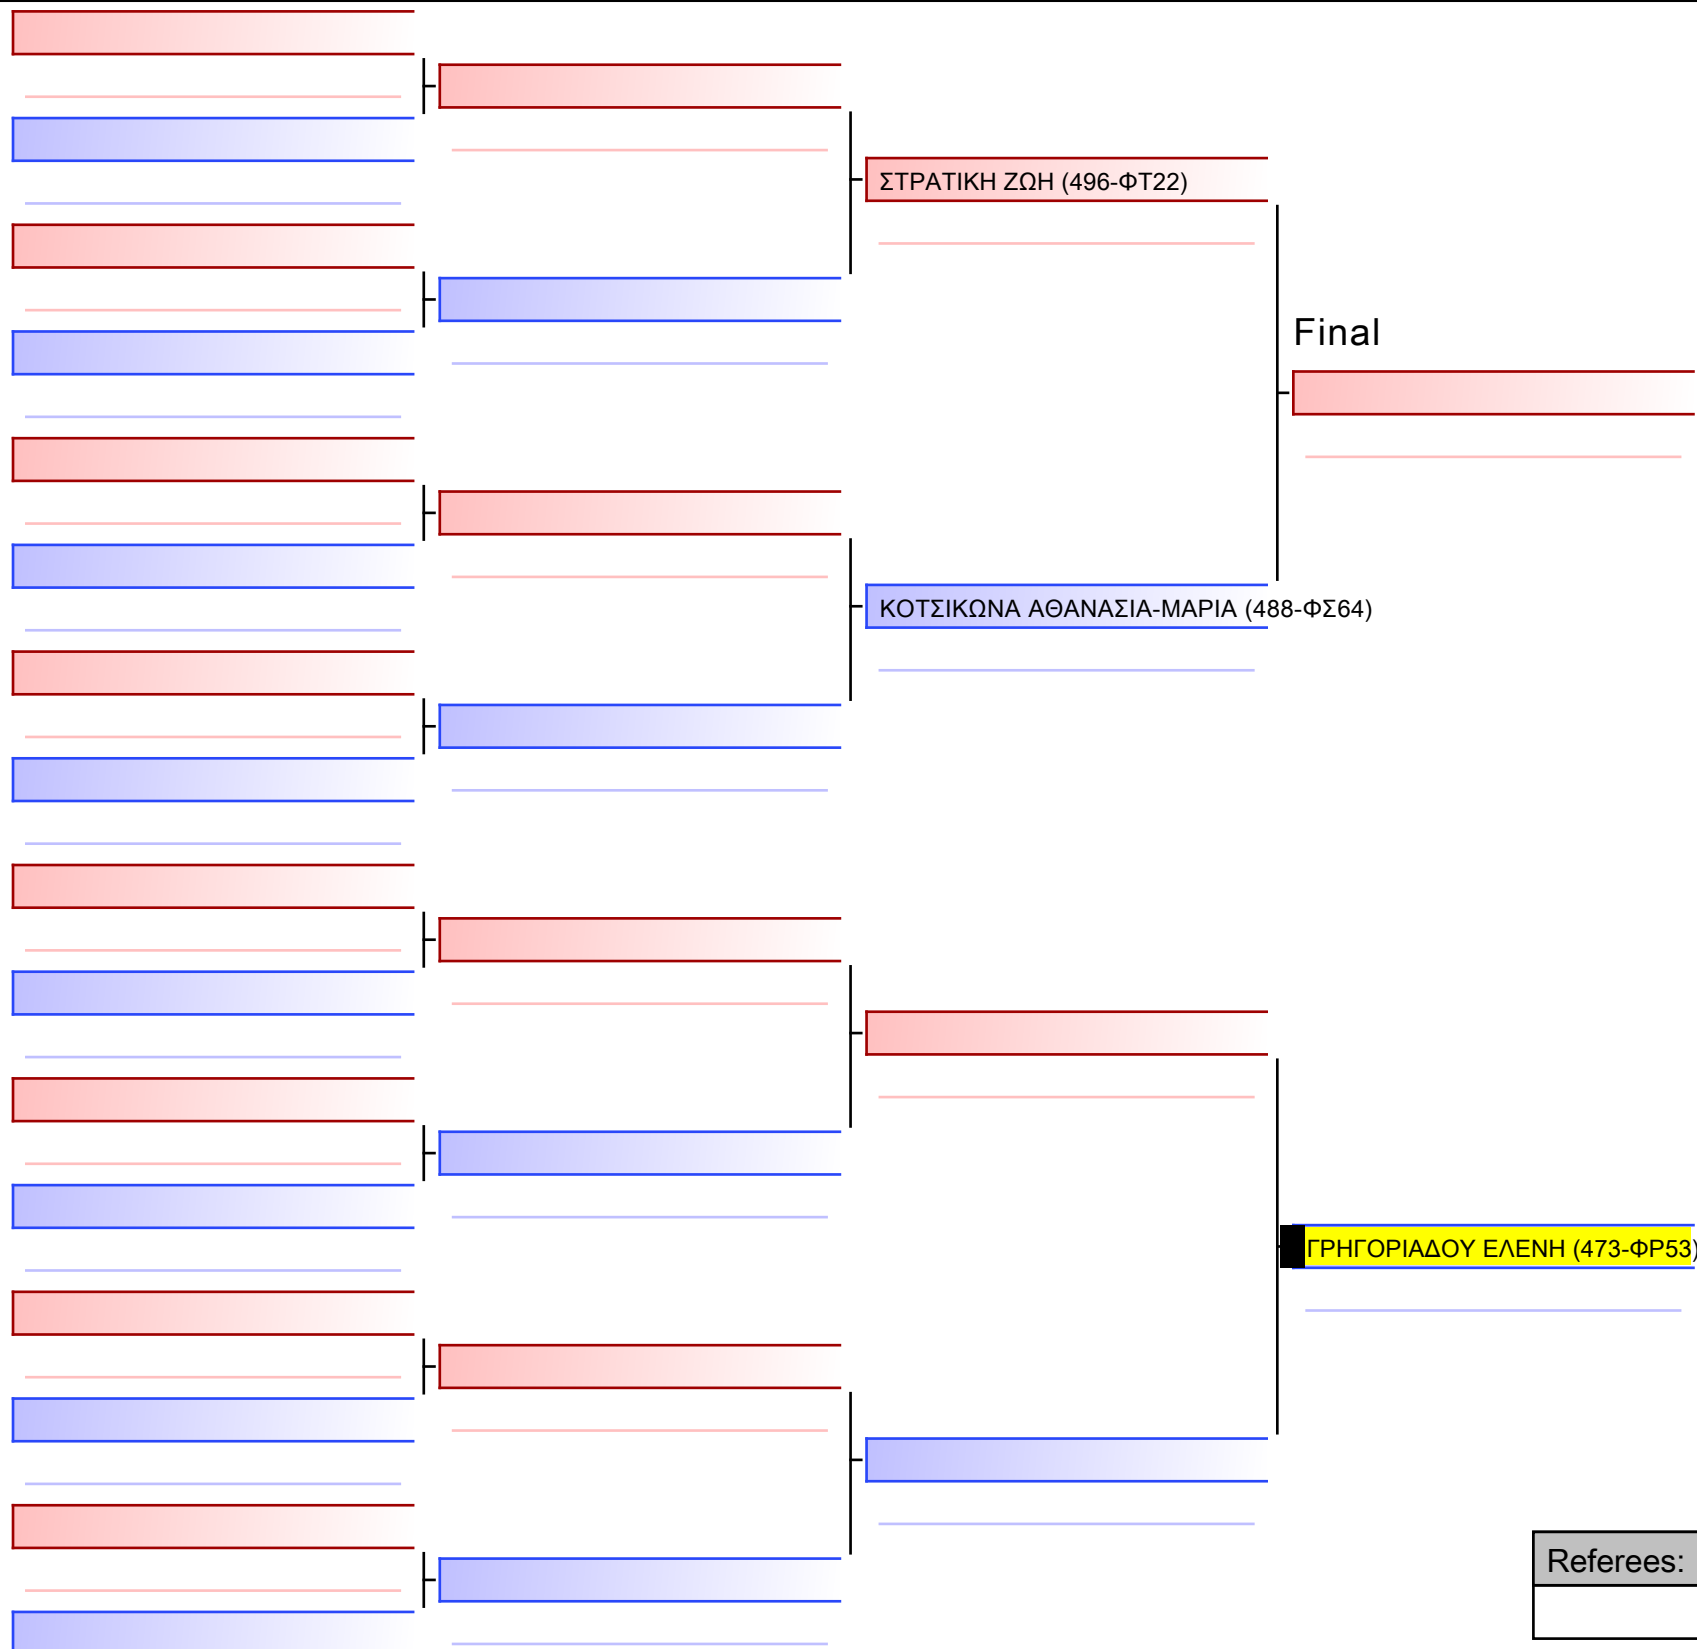 ΣΤΡΑΤΙΚΗ ΖΩΗ (496-ΦΤ22)
Final
ΚΟΤΣΙΚΩΝΑ ΑΘΑΝΑΣΙΑ-ΜΑΡΙΑ (488-ΦΣ64)
ΓΡΗΓΟΡΙΑΔΟΥ ΕΛΕΝΗ (473-ΦΡ53)
Referees: